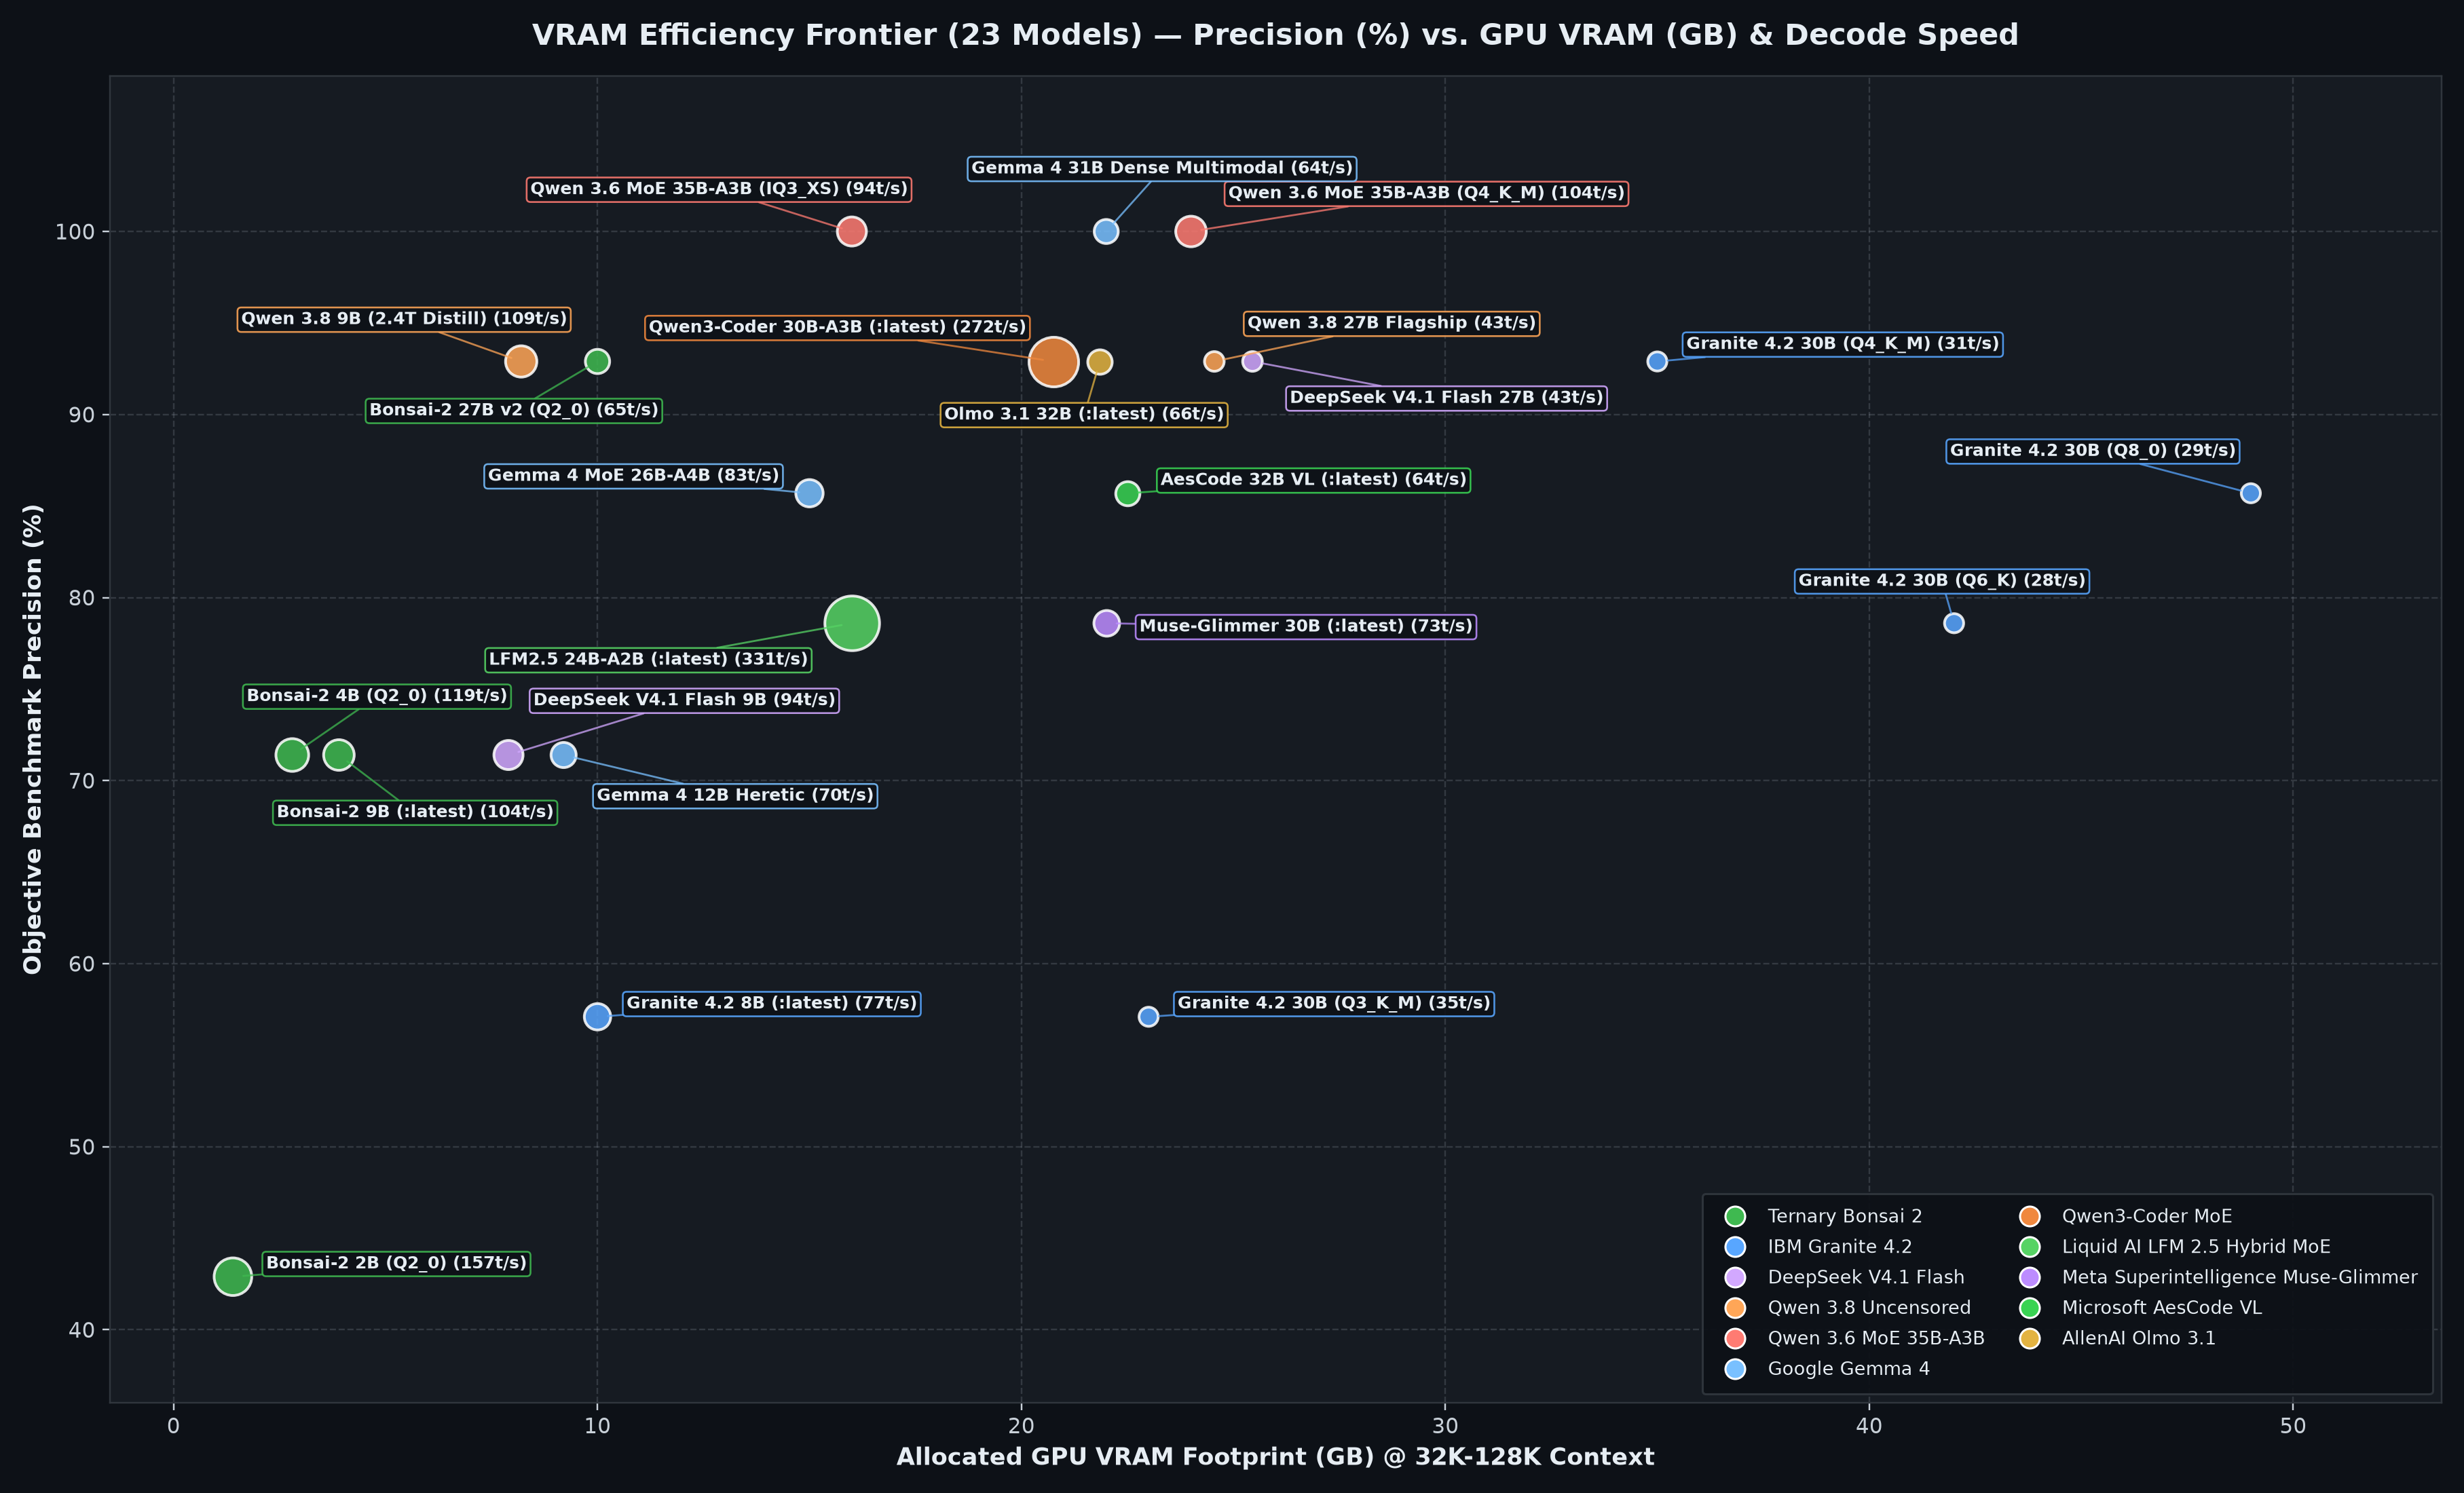 VRAM Efficiency Frontier (23 Models) — Precision (%) vs. GPU VRAM (GB) & Decode Speed
Objective Benchmark Precision (%)
100
90
80
70
60
50
40
Gemma 4 31B Dense Multimodal (64t/s)
Qwen 3.6 MoE 35B-A3B (IQ3_XS) (94t/s)
Qwen 3.6 MoE 35B-A3B (Q4_K_M) (104t/s)
Qwen 3.8 9B (2.4T Distill) (109t/s)
Qwen3-Coder 30B-A3B (:latest) (272t/s)
Qwen 3.8 27B Flagship (43t/s)
Granite 4.2 30B (Q4_K_M) (31t/s)
Bonsai-2 27B v2 (Q2_0) (65t/s)
Olmo 3.1 32B (:latest) (66t/s)
DeepSeek V4.1 Flash 27B (43t/s)
Granite 4.2 30B (Q8_0) (29t/s)
Gemma 4 MoE 26B-A4B (83t/s)
AesCode 32B VL (:latest) (64t/s)
Granite 4.2 30B (Q6_K) (28t/s)
Muse-Glimmer 30B (:latest) (73t/s)
LFM2.5 24B-A2B (:latest) (331t/s)
Bonsai-2 4B (Q2_0) (119t/s)
DeepSeek V4.1 Flash 9B (94t/s)
Gemma 4 12B Heretic (70t/s)
Bonsai-2 9B (:latest) (104t/s)
Granite 4.2 8B (:latest) (77t/s)
Granite 4.2 30B (Q3_K_M) (35t/s)
Bonsai-2 2B (Q2_0) (157t/s)
Ternary Bonsai 2
IBM Granite 4.2
DeepSeek V4.1 Flash
Qwen 3.8 Uncensored
Qwen 3.6 MoE 35B-A3B
Google Gemma 4
Qwen3-Coder MoE
Liquid AI LFM 2.5 Hybrid MoE
Meta Superintelligence Muse-Glimmer
Microsoft AesCode VL
AllenAI Olmo 3.1
0
10
20
30
40
50
Allocated GPU VRAM Footprint (GB) @ 32K-128K Context